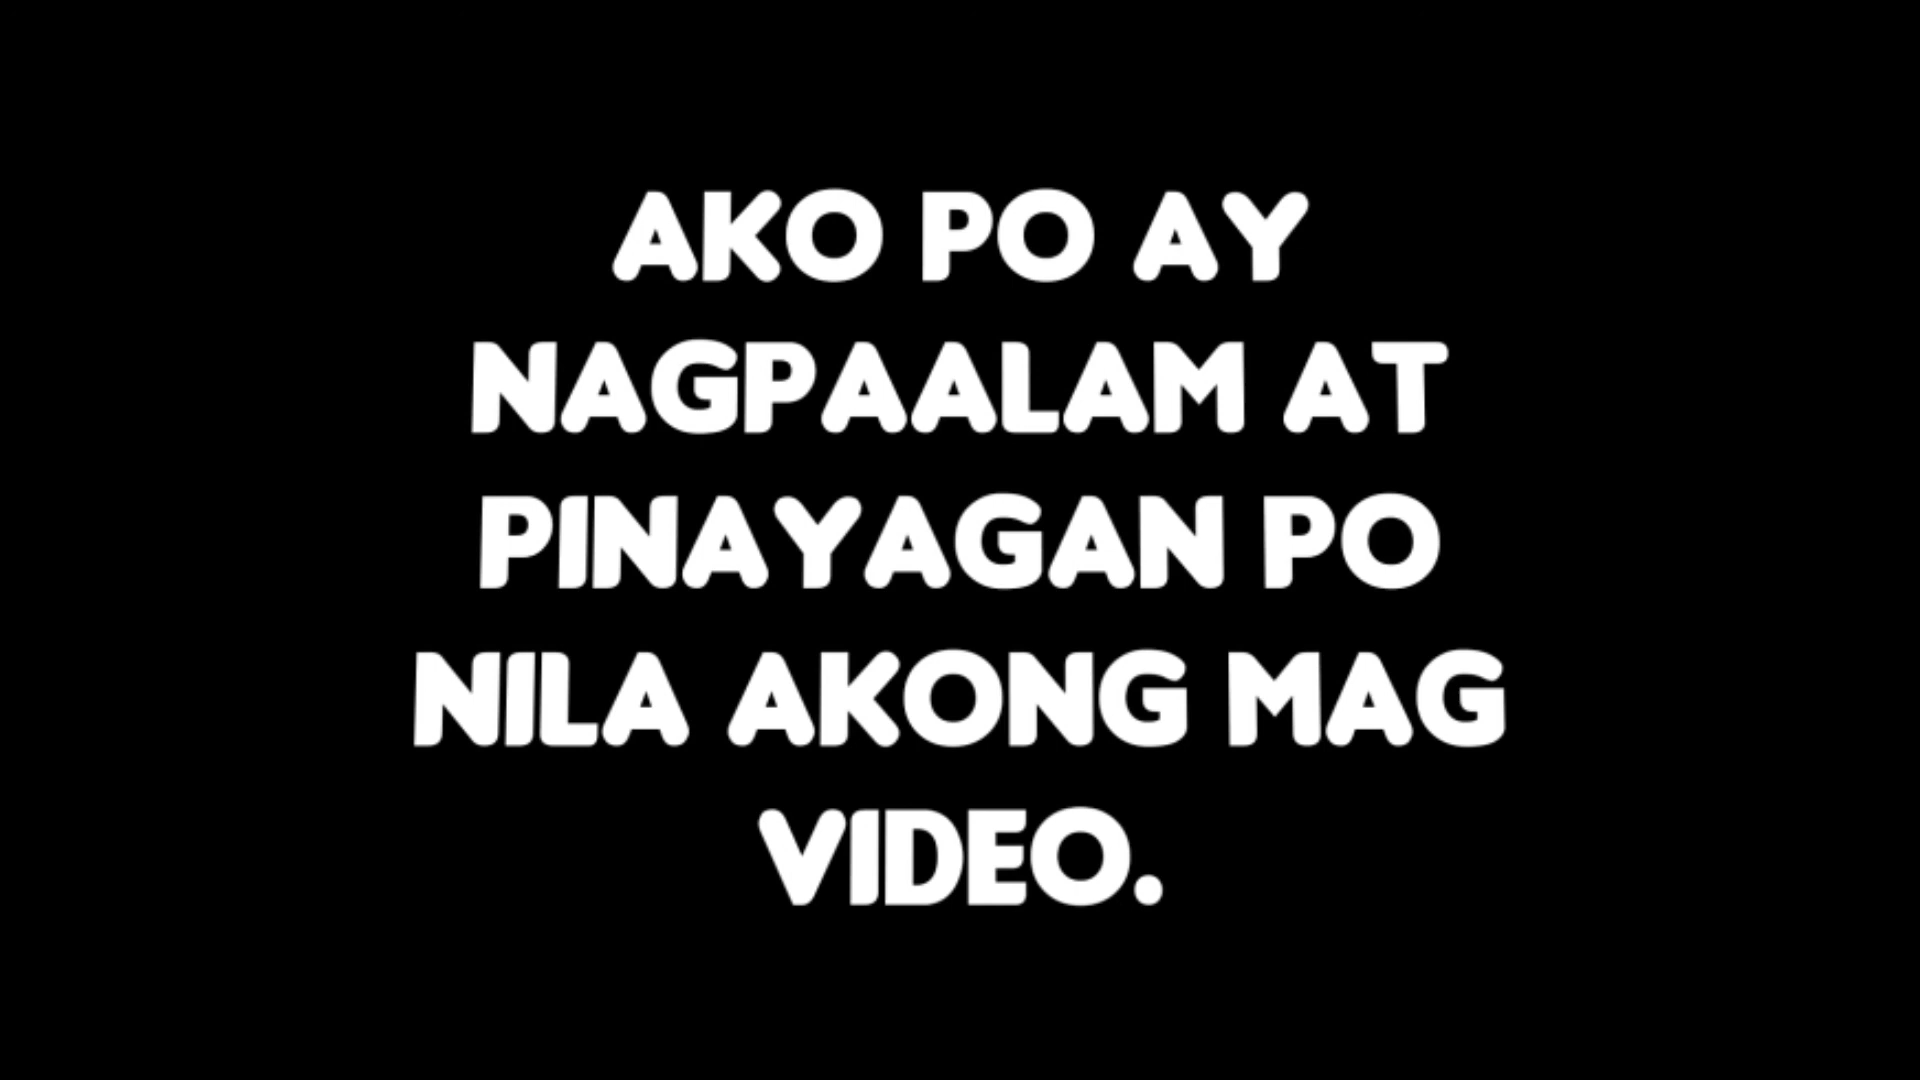 AKO PO AY
NAGPAALAM AT
PINAYAGAN PO
NILA AKONG MAG
VIDEO.